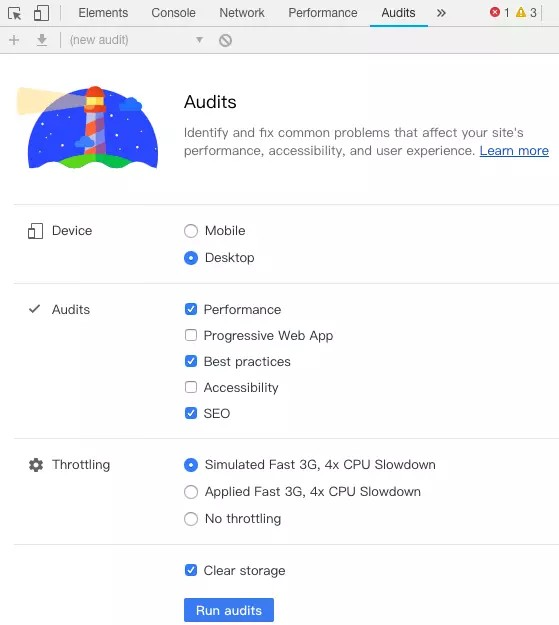 Elements Console Network Performance Audits » 1 3
(new audit)
Audits
Identify and fix common problems that affect your site's
performance, accessibility, and user experience. Learn more
Device
Mobile
Desktop
Audits
Performance
Progressive Web App
Best practices
Accessibility
SEO
Throttling
Simulated Fast 3G, 4x CPU Slowdown
Applied Fast 3G, 4x CPU Slowdown
No throttling
Clear storage
Run audits